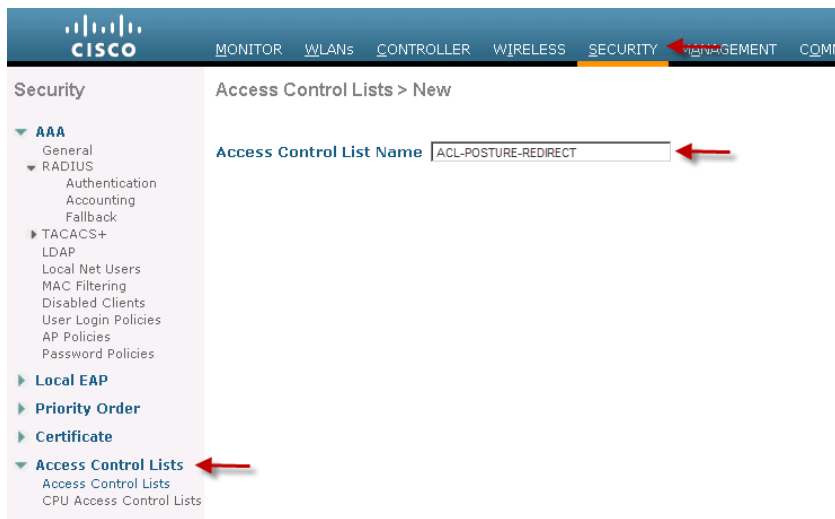 CISCO
MONITOR WLANs CONTROLLER WIRELESS SECURITY MANAGEMENT COMM
Security
Access Control Lists > New
AAA
General
RADIUS
Authentication
Accounting
Fallback
TACACS+
LDAP
Local Net Users
MAC Filtering
Disabled Clients
User Login Policies
AP Policies
Password Policies
Local EAP
Priority Order
Certificate
Access Control Lists
Access Control Lists
CPU Access Control Lists
Access Control List Name ACL-POSTURE-REDIRECT